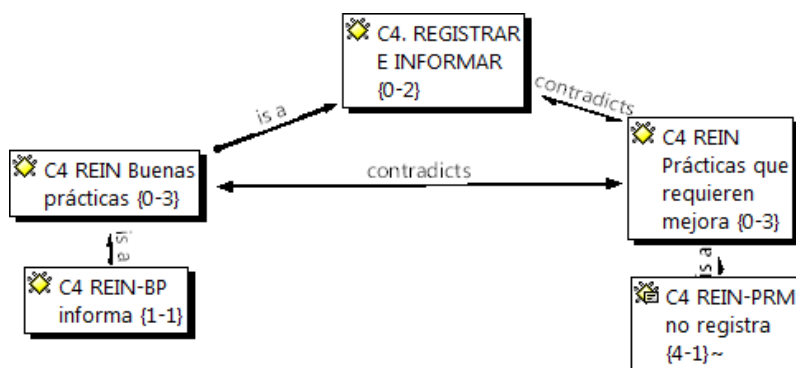 C4. REGISTRAR
E INFORMAR
{0-2}
is a
contradicts
C4 REIN Buenas
prácticas {0-3}
contradicts
C4 REIN
Prácticas que
requieren
mejora {0-3}
is a
is a
C4 REIN-BP
informa {1-1}
C4 REIN-PRM
no registra
{4-1}~